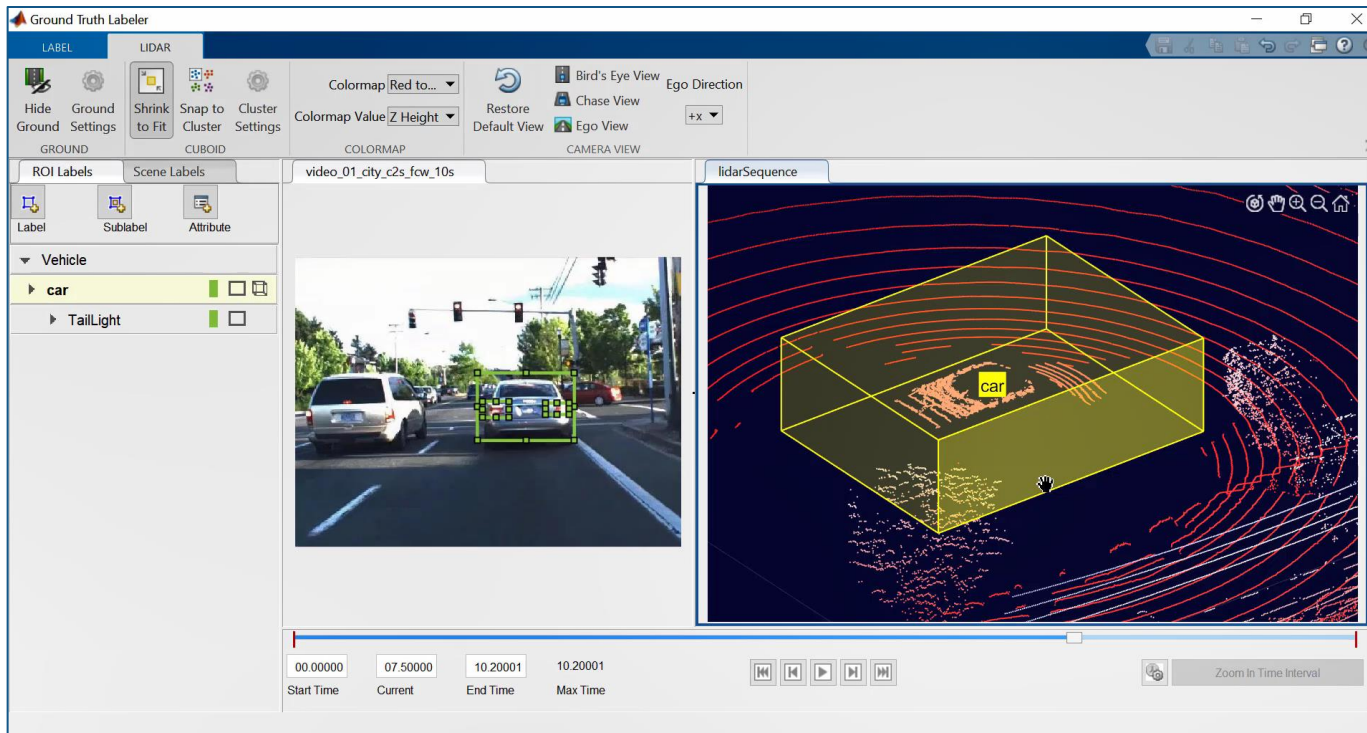 Ground Truth Labeler
LABEL
LIDAR
Hide Ground
Ground Settings
GROUND
Shrink to Fit
Snap to Cluster
Cluster Settings
CUBOID
Colormap Red to...
Colormap Value Z Height
COLORMAP
Restore Default View
Bird's Eye View
Chase View
Ego View
Ego Direction
+x
CAMERA VIEW
ROI Labels
Scene Labels
Label
Sublabel
Attribute
Vehicle
car
TailLight
video_01_city_c2s_fcw_10s
lidarSequence
car
00.00000
07.50000
10.20001
10.20001
Start Time
Current
End Time
Max Time
Zoom In Time Interval